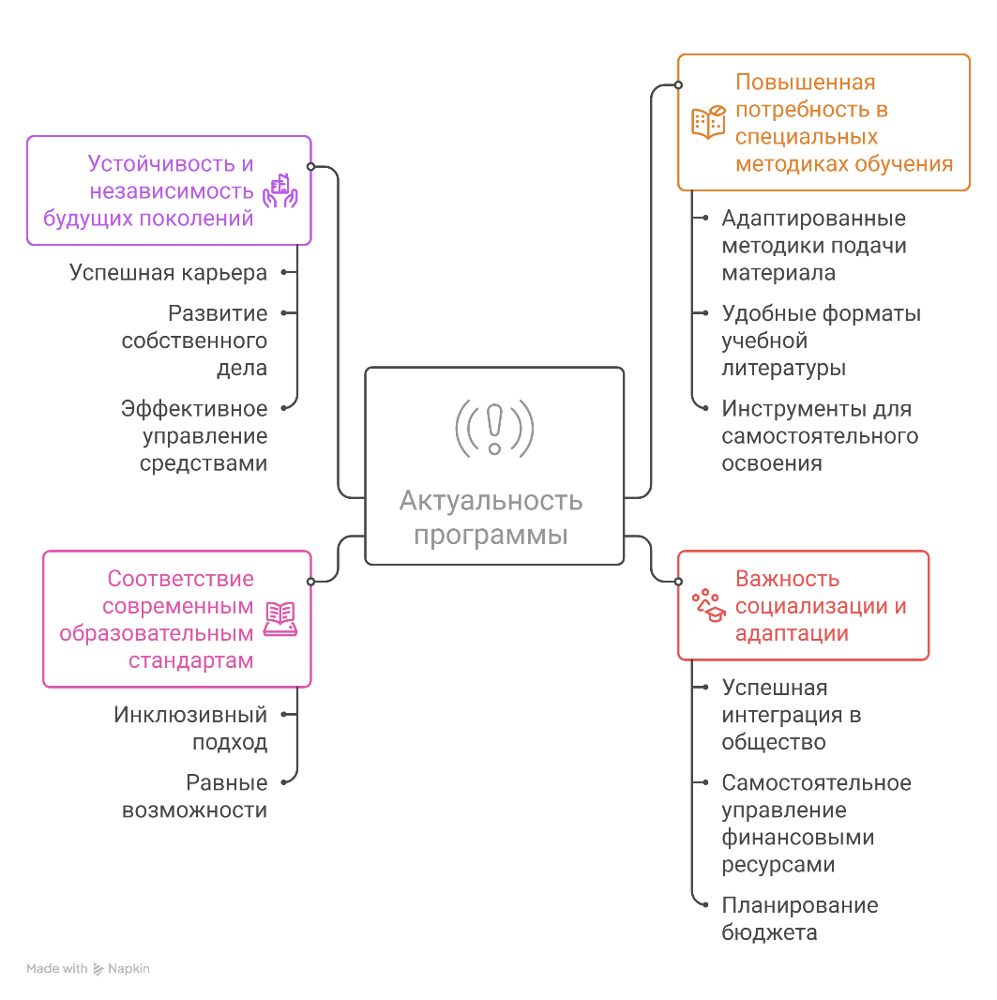 Устойчивость и
независимость
будущих поколений
Успешная карьера
Развитие
собственного
дела
Эффективное
управление
средствами
Повышенная
потребность в
специальных
методиках обучения
Адаптированные
методики подачи
материала
Удобные форматы
учебной
литературы
Инструменты для
самостоятельного
освоения
Актуальность
программы
Соответствие
современным
образовательным
стандартам
Инклюзивный
подход
Равные
возможности
Важность
социализации и
адаптации
Успешная
интеграция в
общество
Самостоятельное
управление
финансовыми
ресурсами
Планирование
бюджета
Made with Napkin